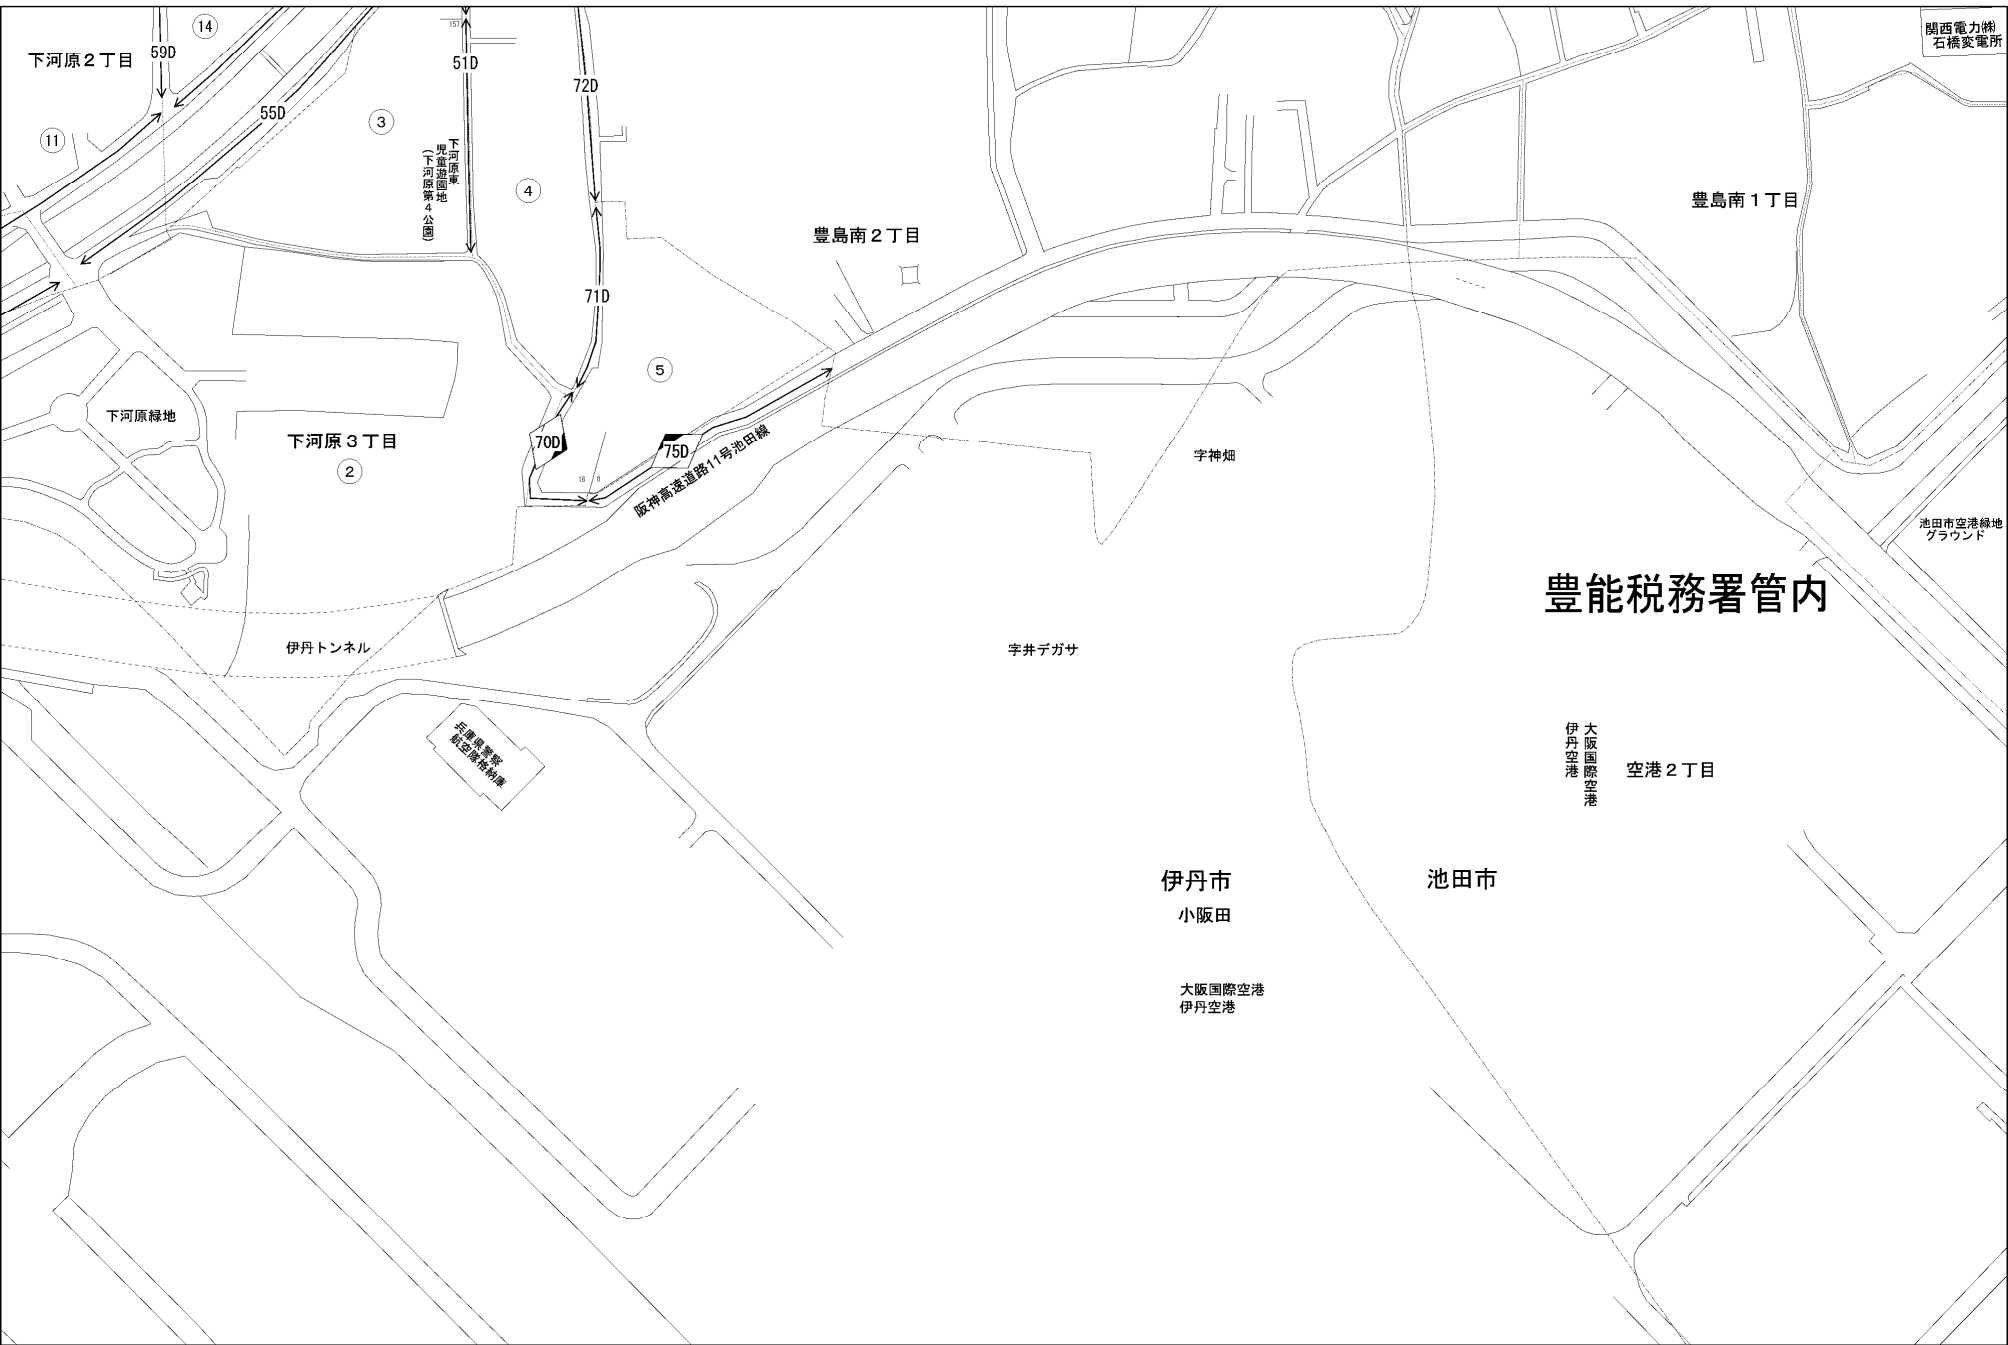 14
157
関西電力㈱
石橋変電所
下河原２丁目
59D
51D
72D
55D
3
11
下河原東
児童遊園地
(下河原第４公園)
4
豊島南１丁目
豊島南２丁目
71D
5
下河原緑地
下河原３丁目
2
70D
75D
16
8
阪神高速道路11号池田線
字神畑
池田市空港緑地
グラウンド
豊能税務署管内
伊丹トンネル
字井デガサ
兵庫県警察
航空隊格納庫
大阪国際空港
伊丹空港
空港２丁目
伊丹市
池田市
小阪田
大阪国際空港
伊丹空港